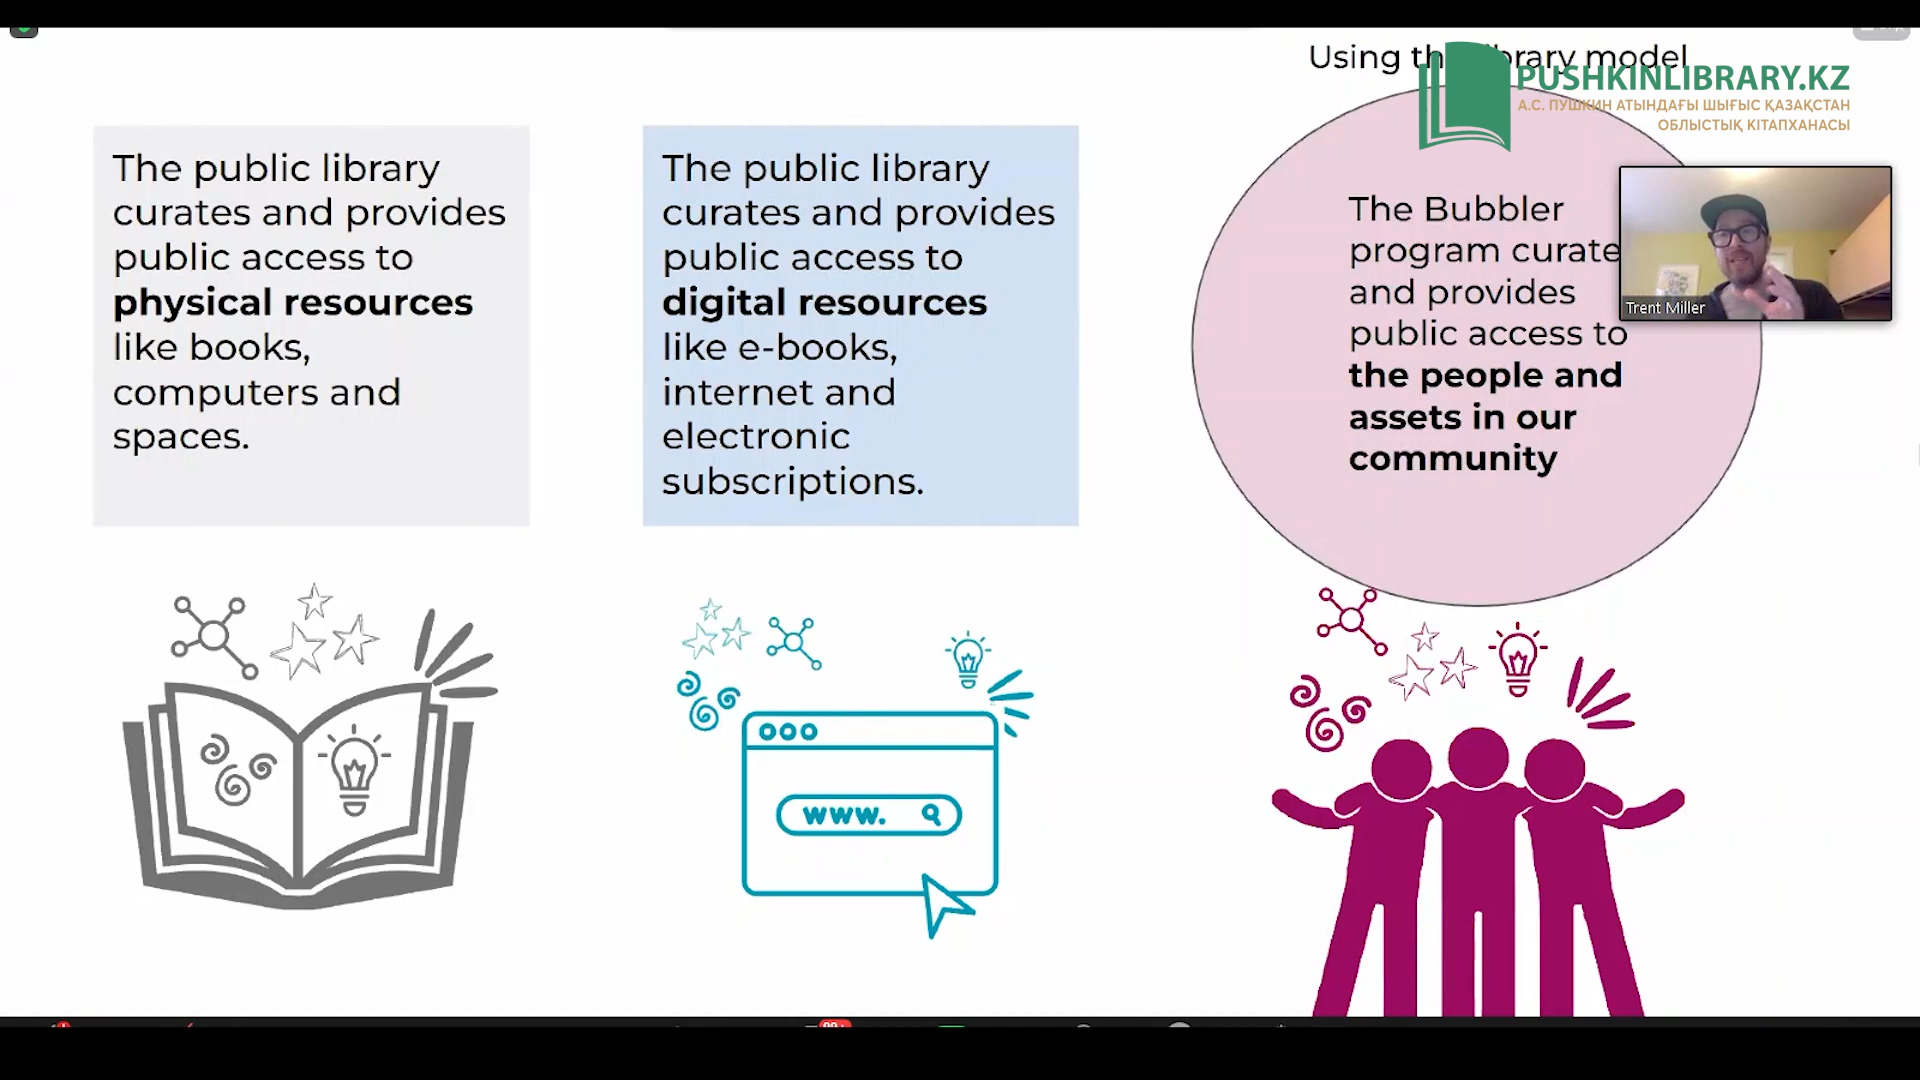 Using th brary model
PUSHKINLIBRARY.KZ
А.С. ПУШКИН АТЫНДАҒЫ ШЫҒЫС ҚАЗАҚСТАН
ОБЛЫСТЫҚ КІТАПХАНАСЫ
The public library
curates and provides
public access to
physical resources
like books,
computers and
spaces.
The public library
curates and provides
public access to
digital resources
like e-books,
internet and
electronic
subscriptions.
The Bubbler
program curate
and provides
public access to
the people and
assets in our
community
Trent Miller
www.